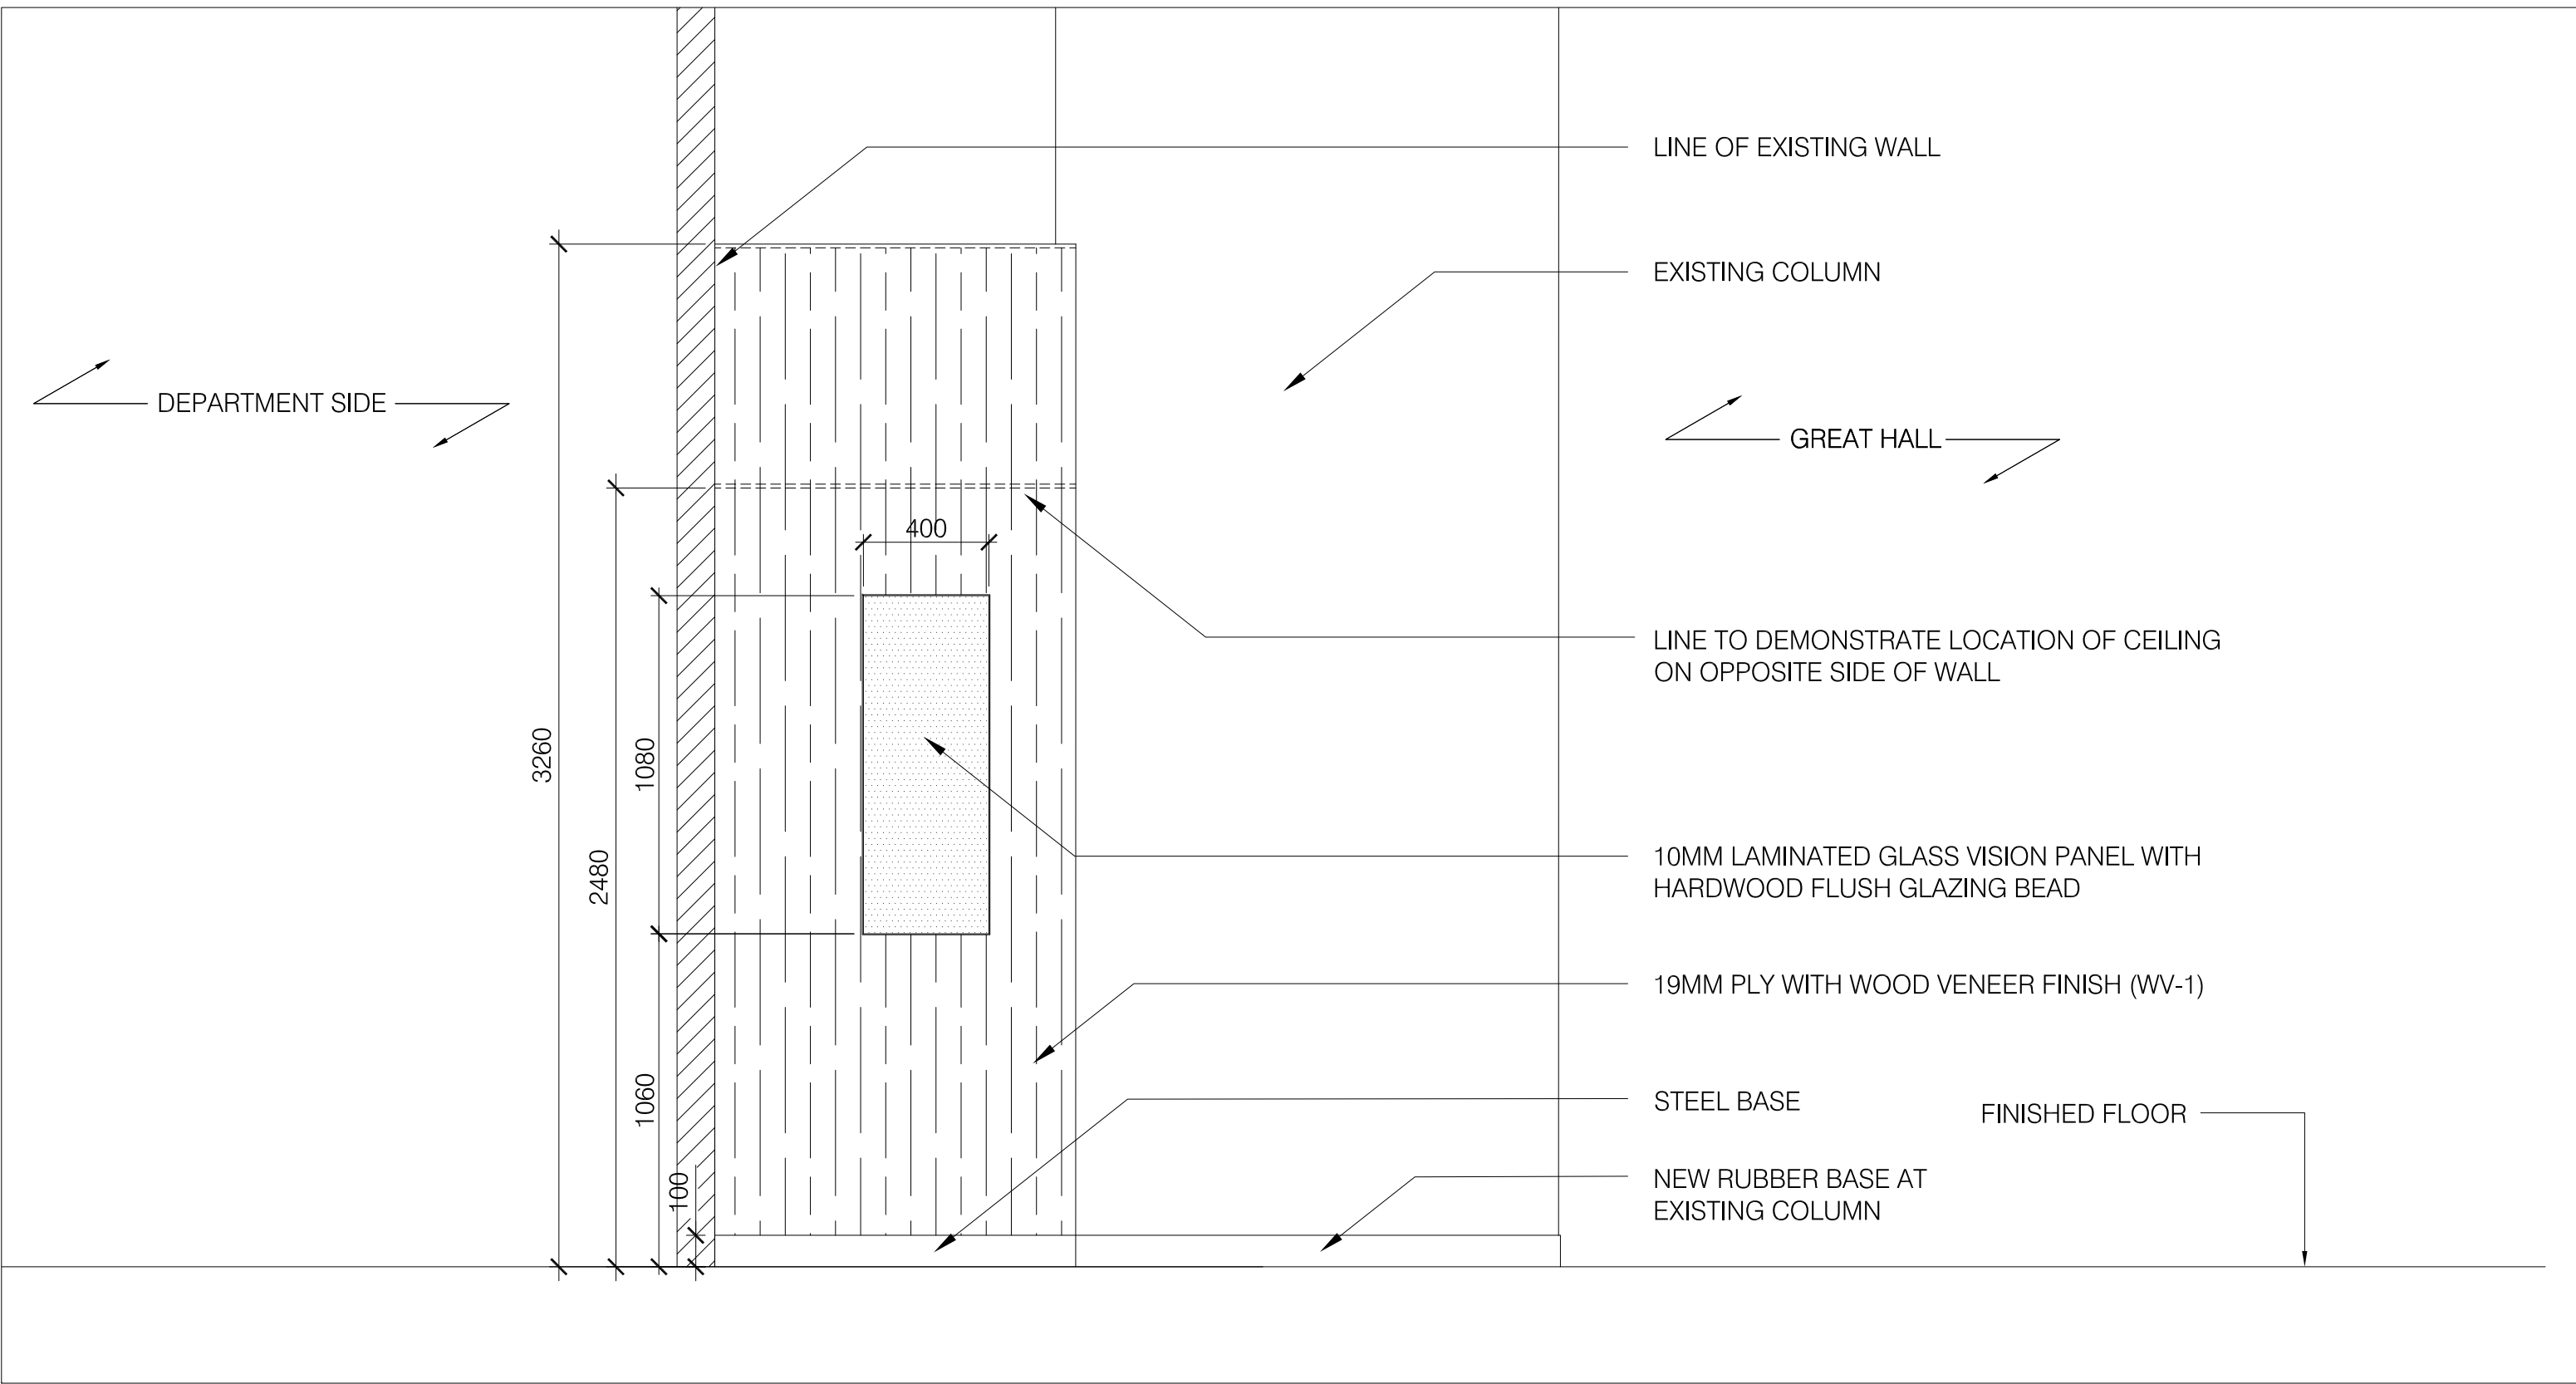 LINE OF EXISTING WALL
EXISTING COLUMN
DEPARTMENT SIDE
GREAT HALL
400
LINE TO DEMONSTRATE LOCATION OF CEILING
ON OPPOSITE SIDE OF WALL
3260
1080
2480
10MM LAMINATED GLASS VISION PANEL WITH
HARDWOOD FLUSH GLAZING BEAD
19MM PLY WITH WOOD VENEER FINISH (WV-1)
1060
STEEL BASE
FINISHED FLOOR
100
NEW RUBBER BASE AT
EXISTING COLUMN